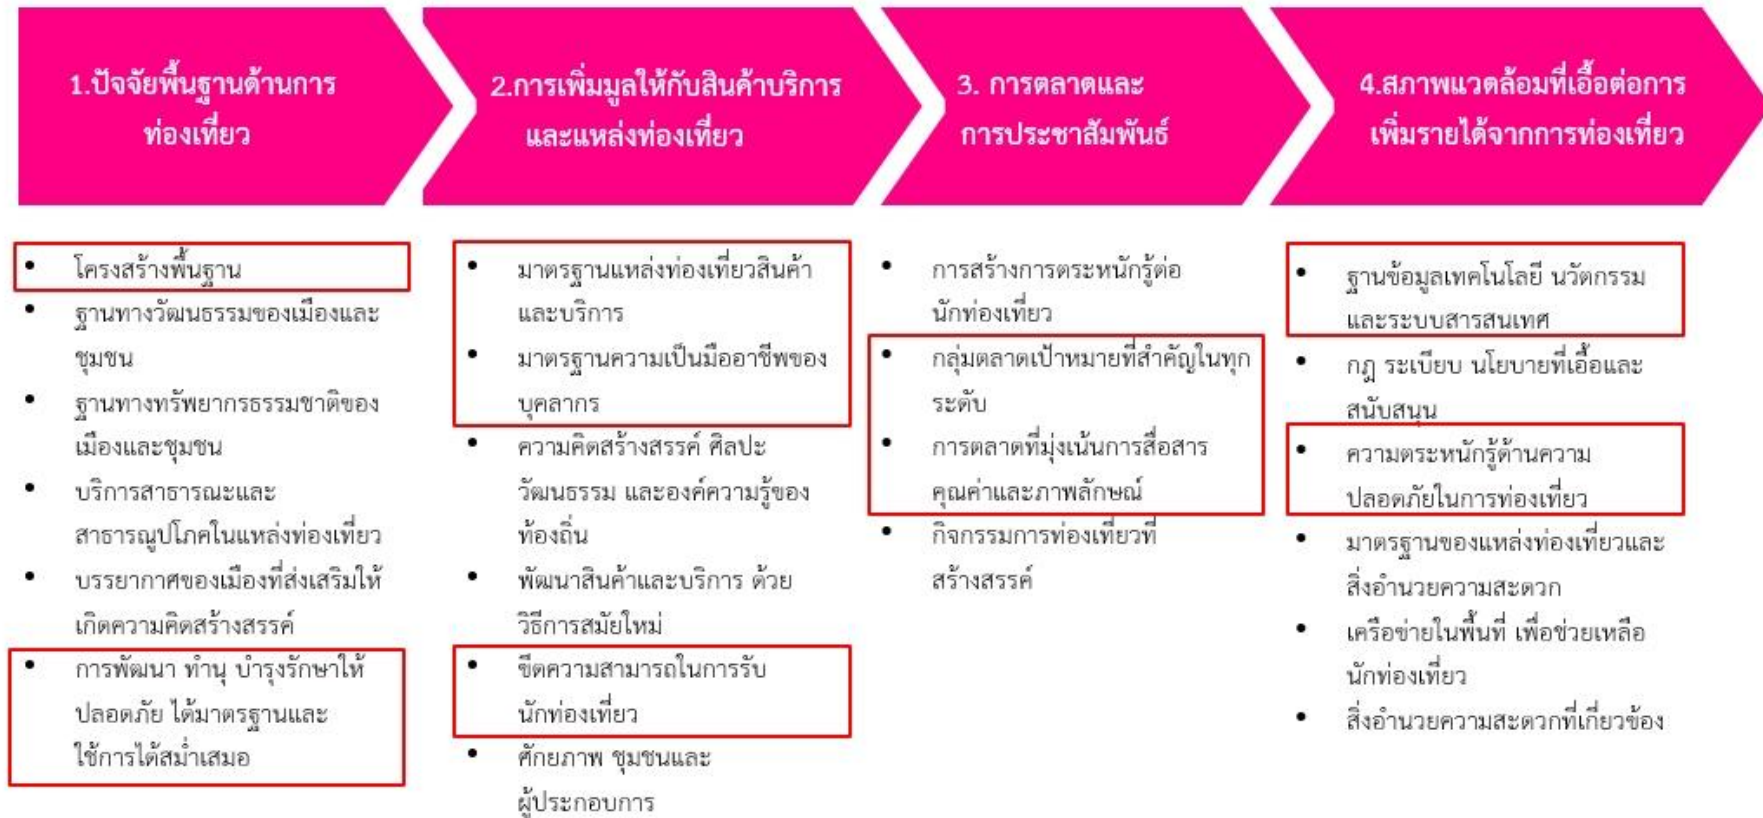 1.ปัจจัยพื้นฐานด้านการ
ท่องเที่ยว
2.การเพิ่มมูลให้กับสินค้าบริการ
และแหล่งท่องเที่ยว
3. การตลาดและ
การประชาสัมพันธ์
4.สภาพแวดล้อมที่เอื้อต่อการ
เพิ่มรายได้จากการท่องเที่ยว
• โครงสร้างพื้นฐาน
• ฐานทางวัฒนธรรมของเมืองและ
ชุมชน
• ฐานทางทรัพยากรธรรมชาติของ
เมืองและชุมชน
• บริการสาธารณะและ
สาธารณูปโภคในแหล่งท่องเที่ยว
• บรรยากาศของเมืองที่ส่งเสริมให้
เกิดความคิดสร้างสรรค์
• การพัฒนา ทำนุ บำรุงรักษาให้
ปลอดภัย ได้มาตรฐานและ
ใช้การได้สม่ำเสมอ
• มาตรฐานแหล่งท่องเที่ยวสินค้า
และบริการ
• มาตรฐานความเป็นมืออาชีพของ
บุคลากร
• ความคิดสร้างสรรค์ ศิลปะ
วัฒนธรรม และองค์ความรู้ของ
ท้องถิ่น
• พัฒนาสินค้าและบริการ ด้วย
วิธีการสมัยใหม่
• ขีดความสามารถในการรับ
นักท่องเที่ยว
• ศักยภาพ ชุมชนและ
ผู้ประกอบการ
• การสร้างการตระหนักรู้ต่อ
นักท่องเที่ยว
• กลุ่มตลาดเป้าหมายที่สำคัญในทุก
ระดับ
• การตลาดที่มุ่งเน้นการสื่อสาร
คุณค่าและภาพลักษณ์
• กิจกรรมการท่องเที่ยวที่
สร้างสรรค์
• ฐานข้อมูลเทคโนโลยี นวัตกรรม
และระบบสารสนเทศ
• กฎ ระเบียบ นโยบายที่เอื้อและ
สนับสนุน
• ความตระหนักรู้ด้านความ
ปลอดภัยในการท่องเที่ยว
• มาตรฐานของแหล่งท่องเที่ยวและ
สิ่งอำนวยความสะดวก
• เครือข่ายในพื้นที่ เพื่อช่วยเหลือ
นักท่องเที่ยว
• สิ่งอำนวยความสะดวกที่เกี่ยวข้อง